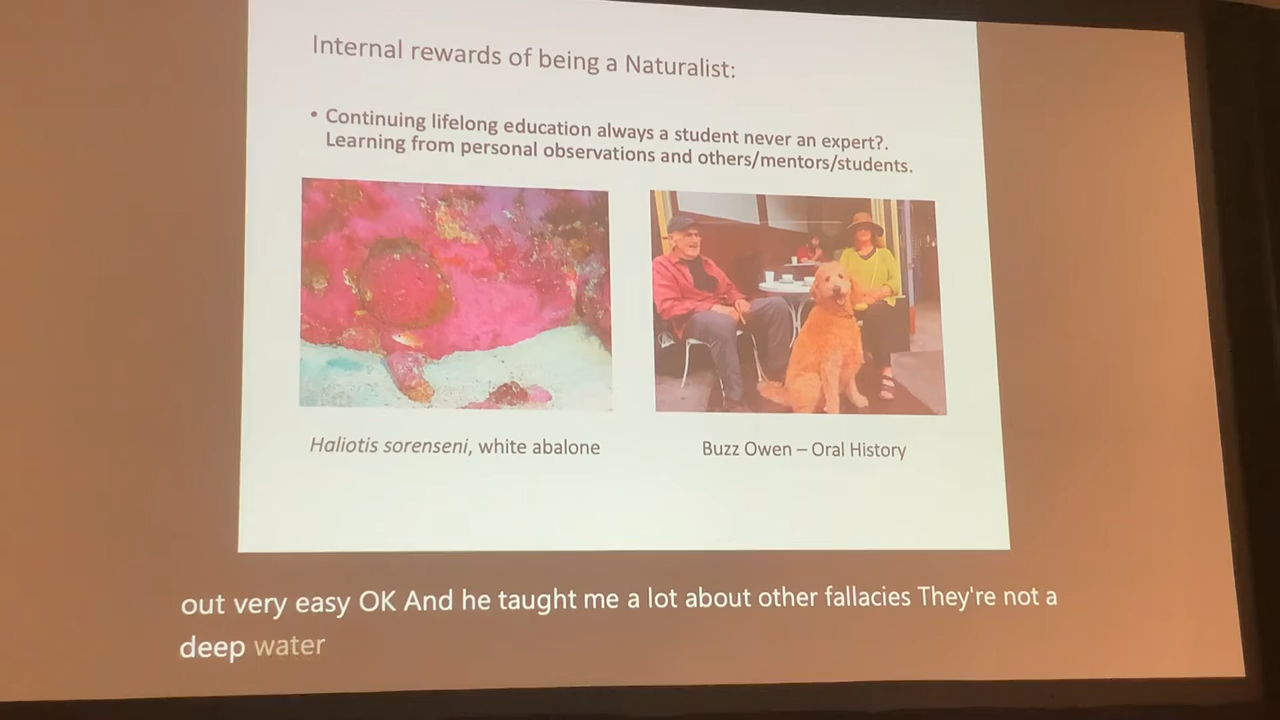 Internal rewards of being a Naturalist:
• Continuing lifelong education always a student never an expert?.
Learning from personal observations and others/mentors/students.
Haliotis sorenseni, white abalone
Buzz Owen – Oral History
out very easy OK And he taught me a lot about other fallacies They're not a
deep water